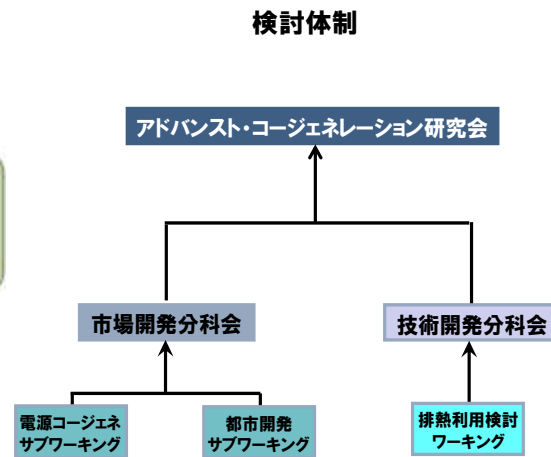 検討体制
アドバンスト・コージェネレーション研究会
市場開発分科会
技術開発分科会
電源コージェネ
サブワーキング
都市開発
サブワーキング
排熱利用検討
ワーキング